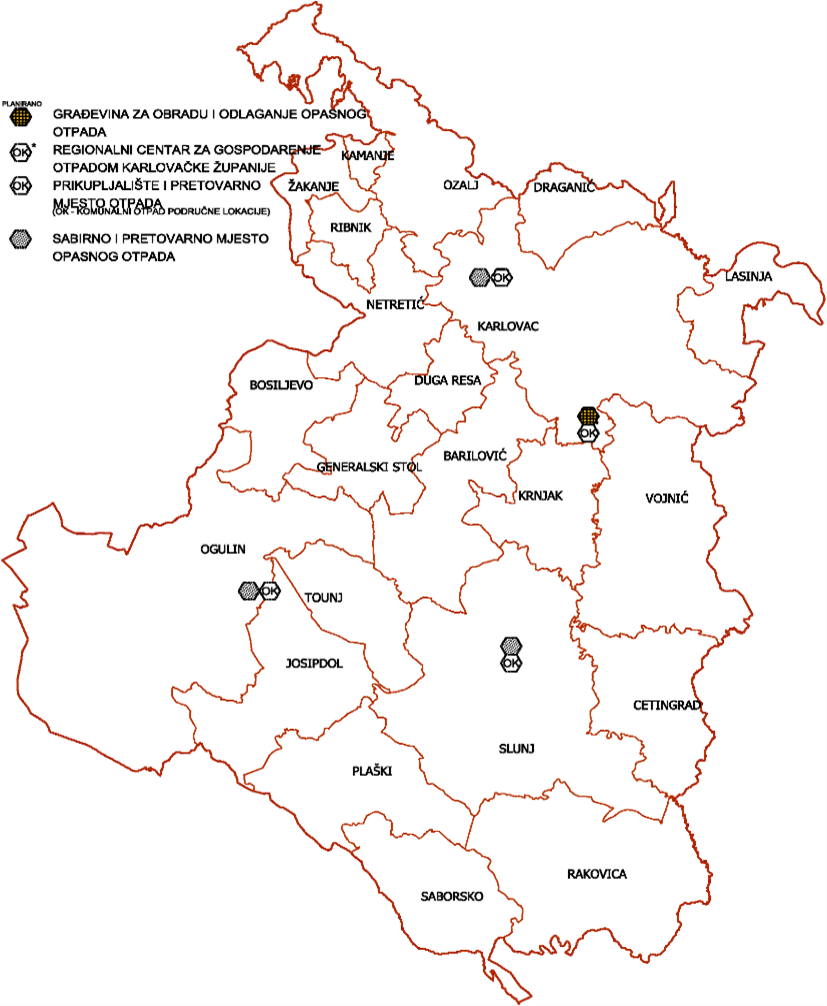 PLANIRANO
GRAĐEVINA ZA OBRADU I ODLAGANJE OPASNOG
OTPADA
OK*
REGIONALNI CENTAR ZA GOSPODARENJE
OTPADOM KARLOVAČKE ŽUPANIJE
OK
PRIKUPLJALIŠTE I PRETOVARNO
MJESTO OTPADA
(OK - KOMUNALNI OTPAD PODRUČNE LOKACIJE)
SABIRNO I PRETOVARNO MJESTO
OPASNOG OTPADA
KAMANJE
ŽAKANJE
OZALJ
DRAGANIĆ
RIBNIK
LASINJA
OK
NETRETIĆ
KARLOVAC
BOSILJEVO
DUGA RESA
OK
BARILOVIĆ
GENERALSKI STOL
KRNJAK
VOJNIĆ
OGULIN
OK
TOUNJ
JOSIPDOL
OK
CETINGRAD
SLUNJ
PLAŠKI
RAKOVICA
SABORSKO